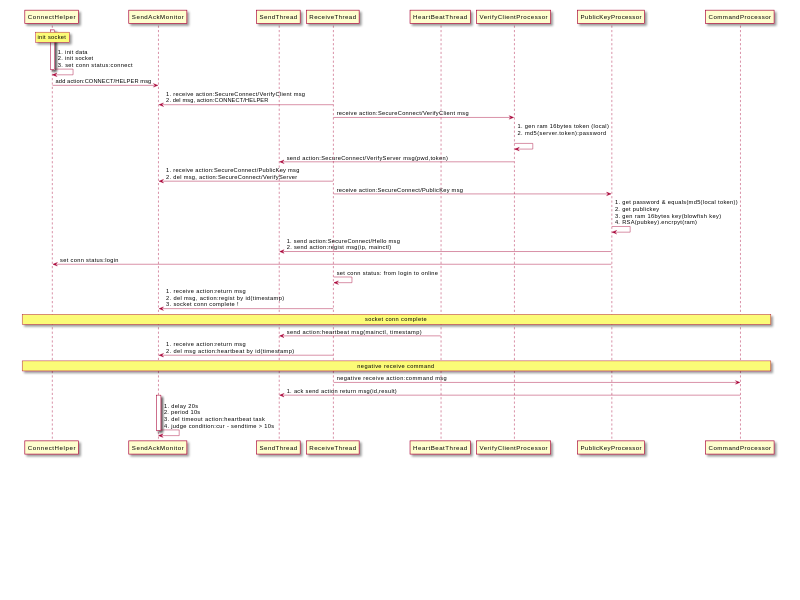 ConnectHelper SendAckMonitor SendThread ReceiveThread HeartBeatThread VerifyClientProcessor PublicKeyProcessor CommandProcessor
init socket
1. init data
2. init socket
3. set conn status:connect
add action:CONNECT/HELPER msg
1. receive action:SecureConnect/VerifyClient msg
2. del msg, action:CONNECT/HELPER
receive action:SecureConnect/VerifyClient msg
1. gen ram 16bytes token (local)
2. md5(server.token):password
send action:SecureConnect/VerifyServer msg(pwd,token)
1. receive action:SecureConnect/PublicKey msg
2. del msg, action:SecureConnect/VerifyServer
receive action:SecureConnect/PublicKey msg
1. get password & equals(md5(local token))
2. get publickey
3. gen ram 16bytes key(blowfish key)
4. RSA(pubkey).encrpyt(ram)
1. send action:SecureConnect/Hello msg
2. send action:regist msg(ip, mainctl)
set conn status:login
set conn status: from login to online
1. receive action:return msg
2. del msg, action:regist by id(timestamp)
3. socket conn complete !
socket conn complete
send action:heartbeat msg(mainctl, timestamp)
1. receive action:return msg
2. del msg action:heartbeat by id(timestamp)
negative receive command
negative receive action:command msg
1. ack send action return msg(id,result)
1. delay 20s
2. period 10s
3. del timeout action:heartbeat task
4. judge condition:cur - sendtime > 10s
ConnectHelper SendAckMonitor SendThread ReceiveThread HeartBeatThread VerifyClientProcessor PublicKeyProcessor CommandProcessor